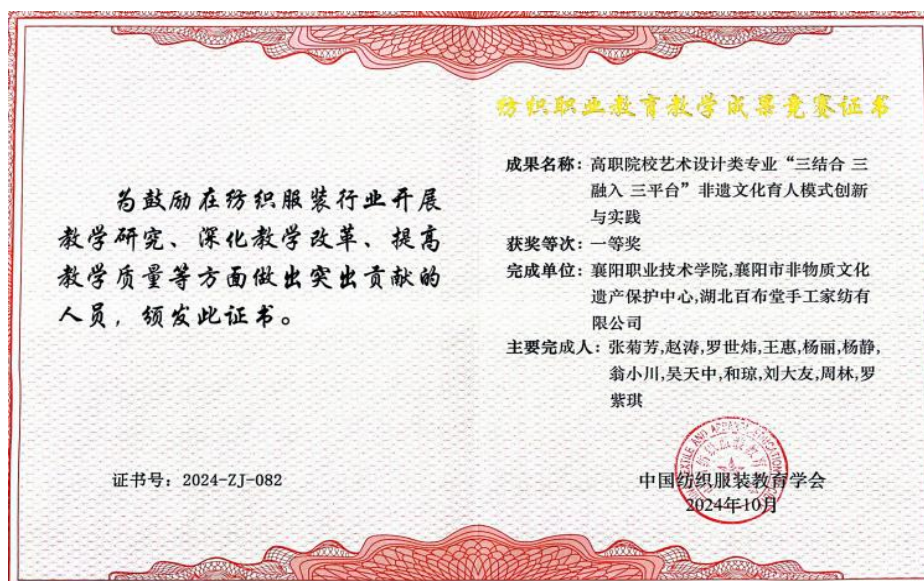 为鼓励在纺织服装行业开展
教学研究、深化教学改革、提高
教学质量等方面做出突出贡献的
人员，颁发此证书。
证书号：2024-ZJ-082
纺织职业教育教学成果竞赛证书
成果名称：高职院校艺术设计类专业“三结合 三
融入 三平台”非遗文化育人模式创新
与实践
获奖等次：一等奖
完成单位：襄阳职业技术学院,襄阳市非物质文化
遗产保护中心,湖北百布堂手工家纺有
限公司
主要完成人：张菊芳,赵涛,罗世炜,王惠,杨丽,杨静,
翁小川,吴天中,和琼,刘大友,周林,罗
紫琪
中国纺织服装教育学会
2024年10月